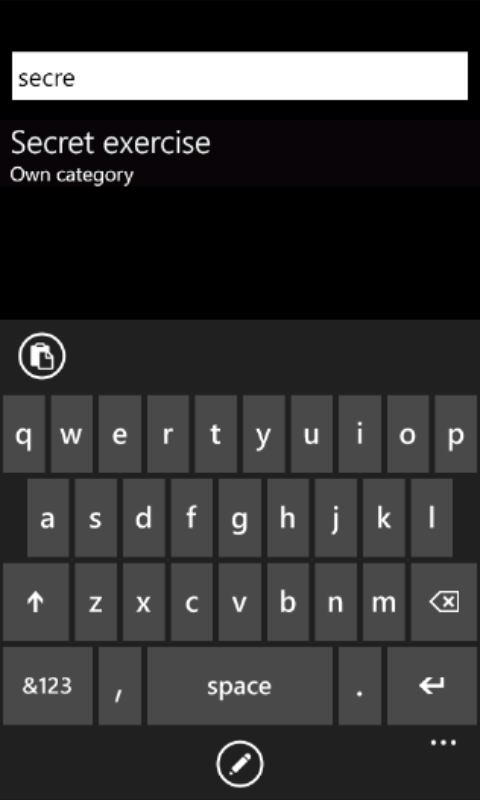 secre
Secret exercise
Own category
q w e r t y u i o p
a s d f g h j k l
z x c v b n m
&123 , space .